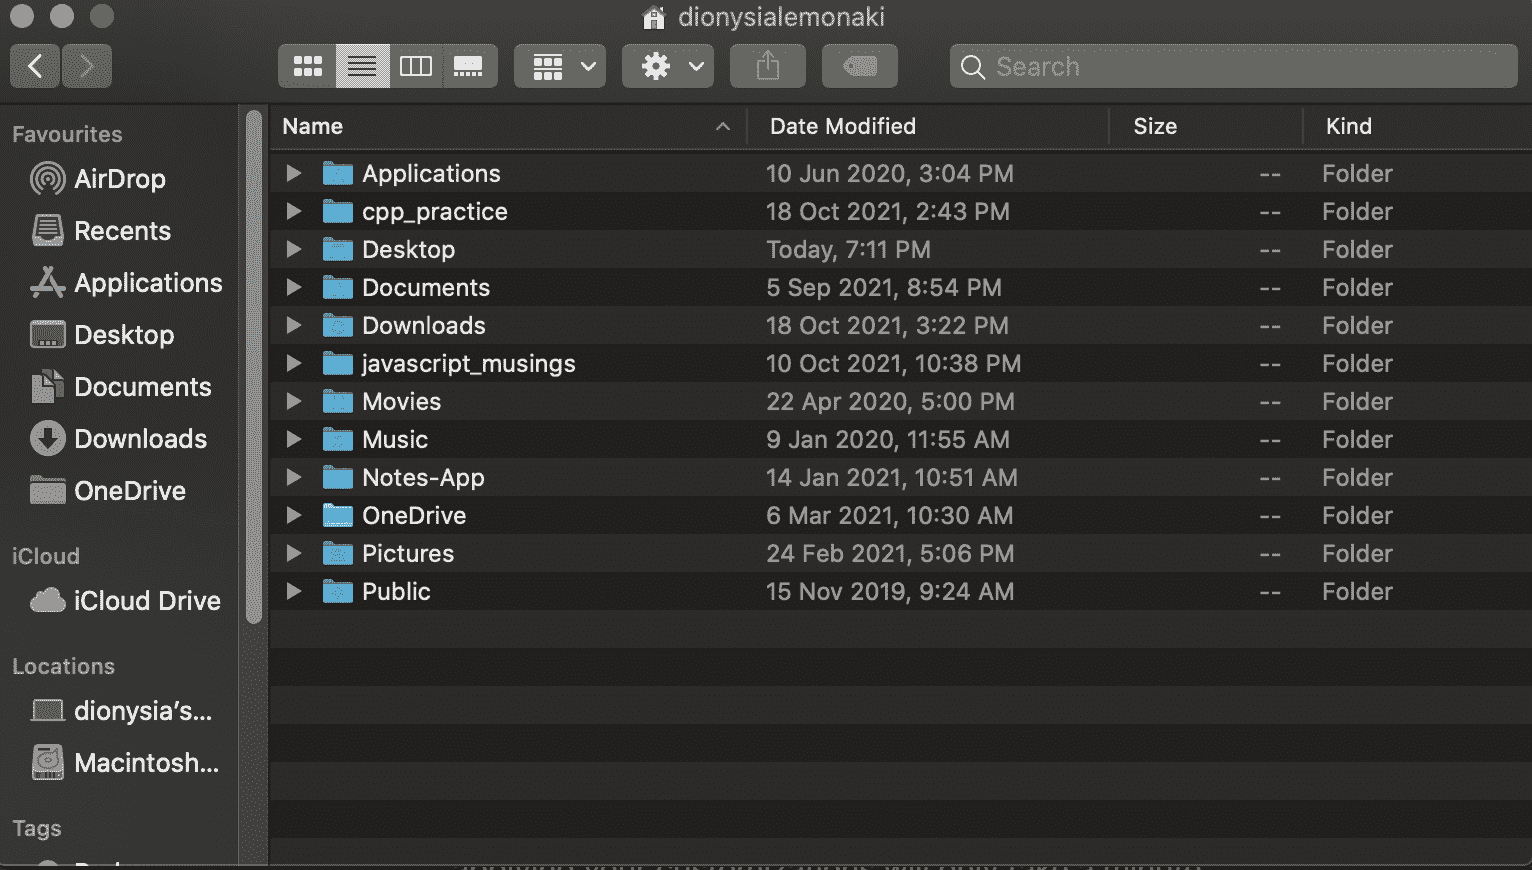 dionysialemonaki
Search
Favourites
AirDrop
Recents
Applications
Desktop
Documents
Downloads
OneDrive
iCloud
iCloud Drive
Locations
dionysia’s...
Macintosh...
Tags
Name Date Modified Size Kind
Applications 10 Jun 2020, 3:04 PM -- Folder
cpp_practice 18 Oct 2021, 2:43 PM -- Folder
Desktop Today, 7:11 PM -- Folder
Documents 5 Sep 2021, 8:54 PM -- Folder
Downloads 18 Oct 2021, 3:22 PM -- Folder
javascript_musings 10 Oct 2021, 10:38 PM -- Folder
Movies 22 Apr 2020, 5:00 PM -- Folder
Music 9 Jan 2020, 11:55 AM -- Folder
Notes-App 14 Jan 2021, 10:51 AM -- Folder
OneDrive 6 Mar 2021, 10:30 AM -- Folder
Pictures 24 Feb 2021, 5:06 PM -- Folder
Public 15 Nov 2019, 9:24 AM -- Folder